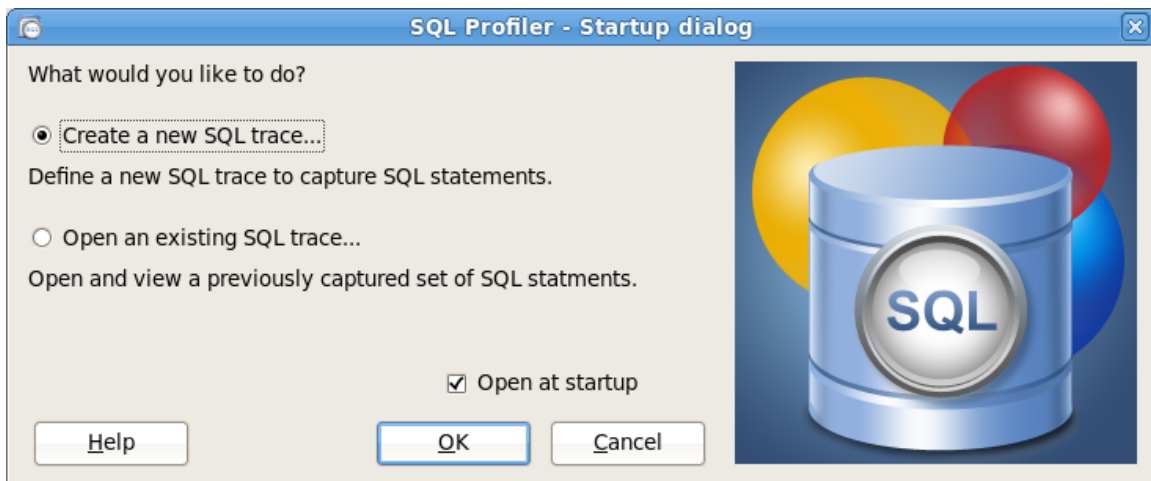 SQL Profiler - Startup dialog
What would you like to do?
Create a new SQL trace...
Define a new SQL trace to capture SQL statements.
Open an existing SQL trace...
Open and view a previously captured set of SQL statments.
SQL
Open at startup
Help
OK
Cancel